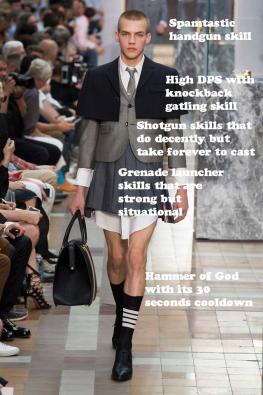 Spamtastic
handgun skill
High DPS with
knockback
gatling skill
Shotgun skills that
do decently but
take forever to cast
Grenade launcher
skills that are
strong but
situational
Hammer of God
with its 30
seconds cooldown